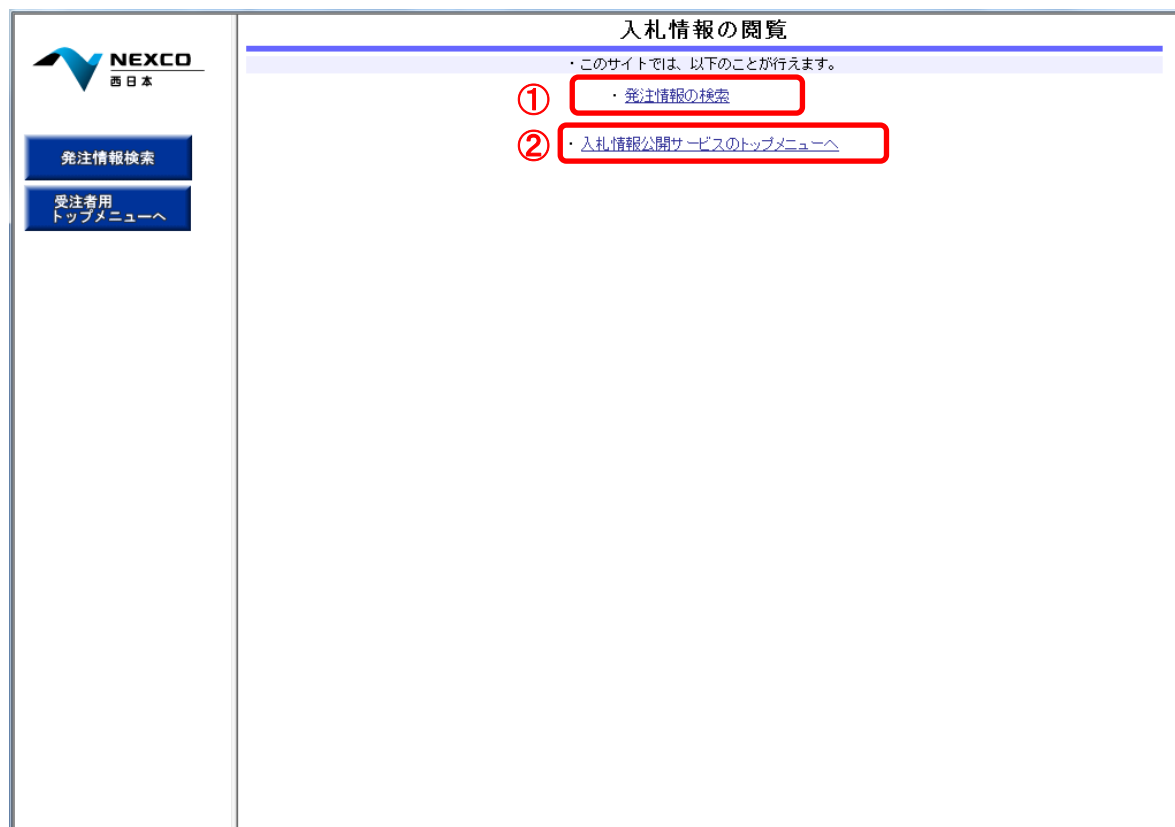 NEXCO
西日本
発注情報検索
受注者用
トップメニューへ
入札情報の閲覧
・このサイトでは、以下のことが行えます。
① ・発注情報の検索
② ・入札情報公開サービスのトップメニューへ